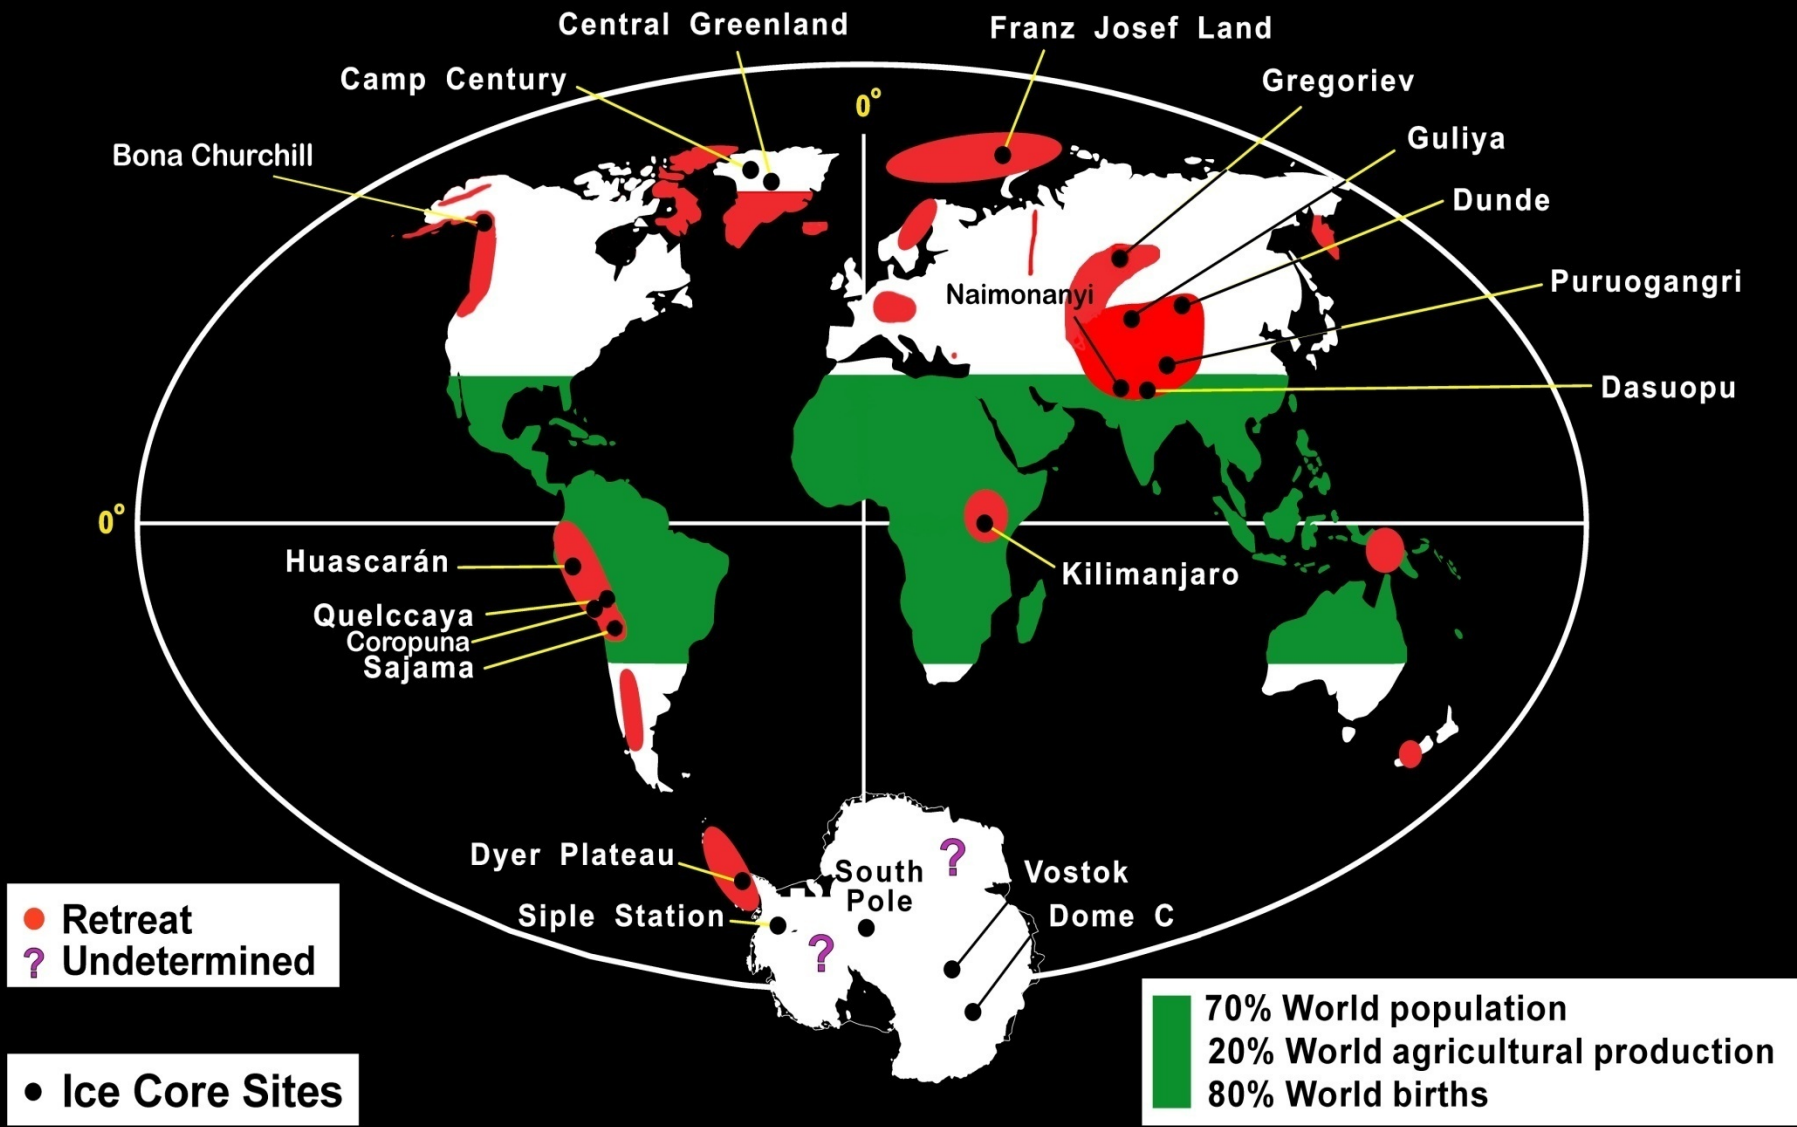 Central Greenland
Franz Josef Land
Camp Century
Gregoriev
0°
Guliya
Bona Churchill
Dunde
Puruogangri
Naimonanyi
Dasuopu
0°
Huascarán
Kilimanjaro
Quelccaya
Coropuna
Sajama
?
Dyer Plateau
South
Pole
Vostok
Siple Station
Dome C
?
Retreat
? Undetermined
Ice Core Sites
70% World population
20% World agricultural production
80% World births